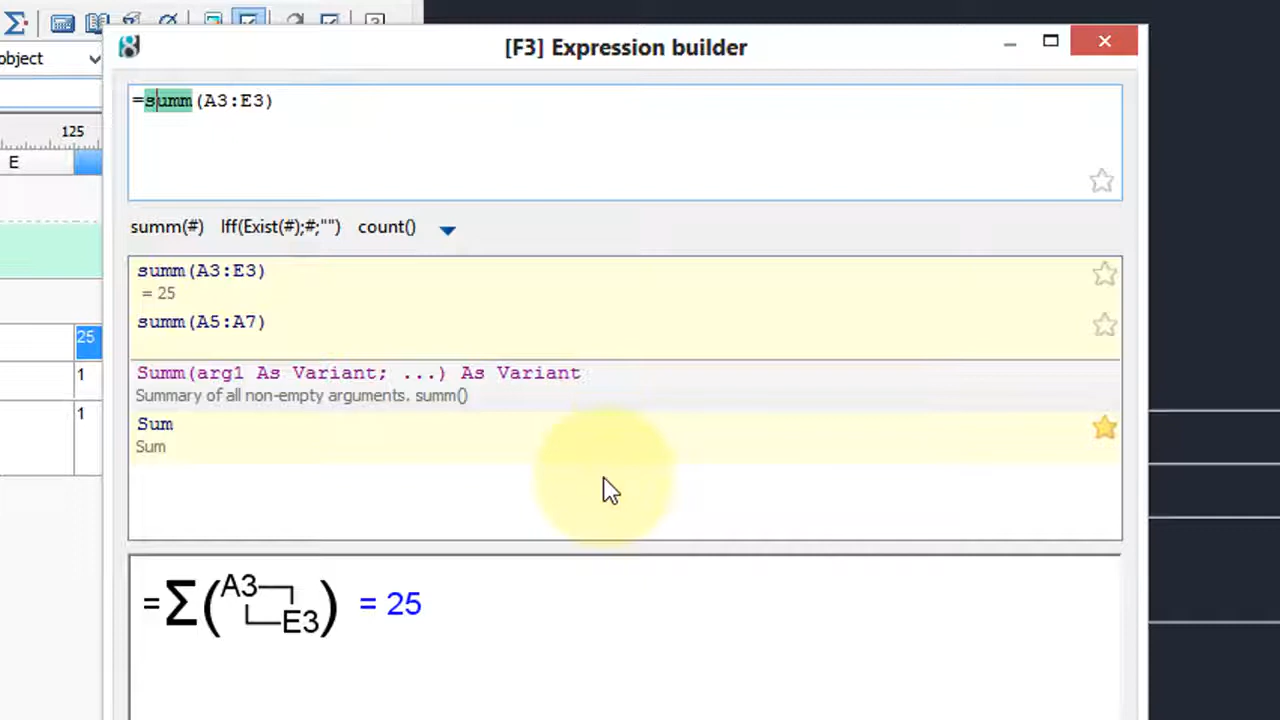 [F3] Expression builder
object
=summ(A3:E3)
125
E
summ(#) Iff(Exist(#);#;"") count()
summ(A3:E3)
= 25
summ(A5:A7)
25
Summ(arg1 As Variant; ...) As Variant
1
Summary of all non-empty arguments. summ()
1
Sum
Sum
=Σ(A3 E3) = 25